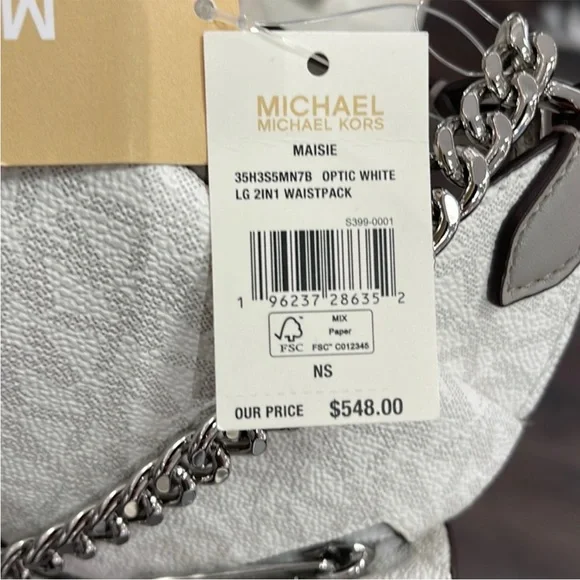 M
MICHAEL
MICHAEL KORS
MAISIE
35H3S5MN7B OPTIC WHITE
LG 2IN1 WAISTPACK
S399-0001
1 96237 28635 2
FSC
MIX
Paper
FSC™ C012345
NS
OUR PRICE $548.00